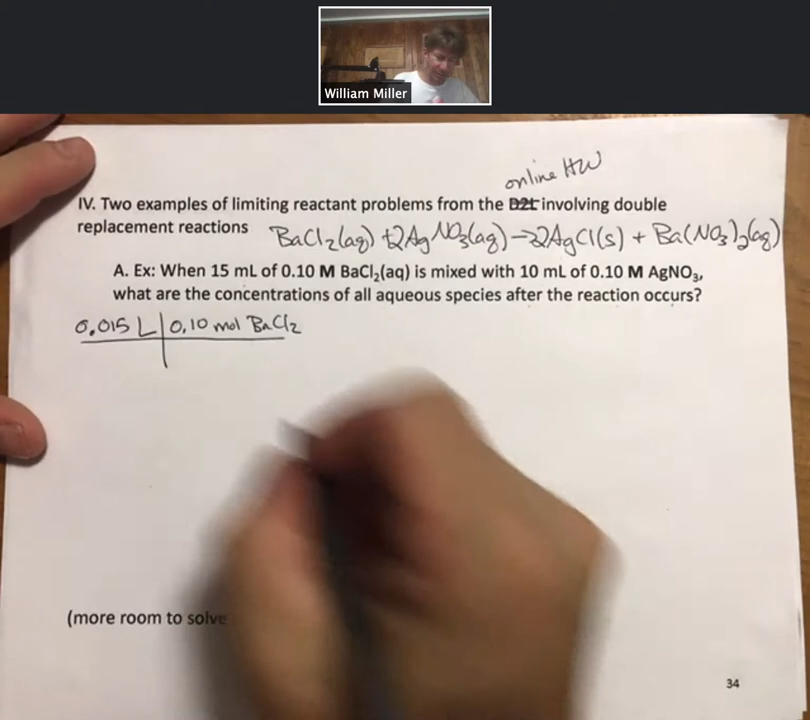 William Miller
online HW
IV. Two examples of limiting reactant problems from the D2L involving double
replacement reactions BaCl₂(aq) + 2AgNO₃(aq) → 2AgCl(s) + Ba(NO₃)₂(aq)
A. Ex: When 15 mL of 0.10 M BaCl₂(aq) is mixed with 10 mL of 0.10 M AgNO₃,
what are the concentrations of all aqueous species after the reaction occurs?
0.015 L | 0.10 mol BaCl₂
(more room to solve
34